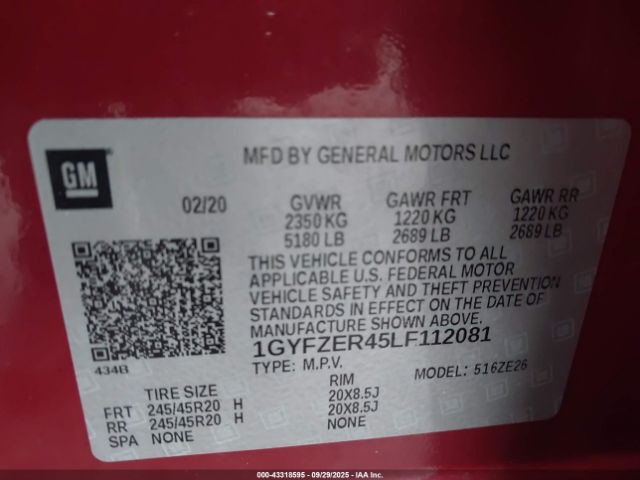 GM
MFD BY GENERAL MOTORS LLC
02/20 GVWR GAWR FRT GAWR RR
2350 KG 1220 KG 1220 KG
5180 LB 2689 LB 2689 LB
THIS VEHICLE CONFORMS TO ALL
APPLICABLE U.S. FEDERAL MOTOR
VEHICLE SAFETY AND THEFT PREVENTION
STANDARDS IN EFFECT ON THE DATE OF
MANUFACTURE SHOWN ABOVE.
1GYFZER45LF112081
434B
TYPE: M.P.V. MODEL: 516ZE26
TIRE SIZE RIM
FRT 245/45R20 H 20X8.5J
RR 245/45R20 H 20X8.5J
SPA NONE NONE
000-43318595 - 09/29/2025 - IAA Inc.